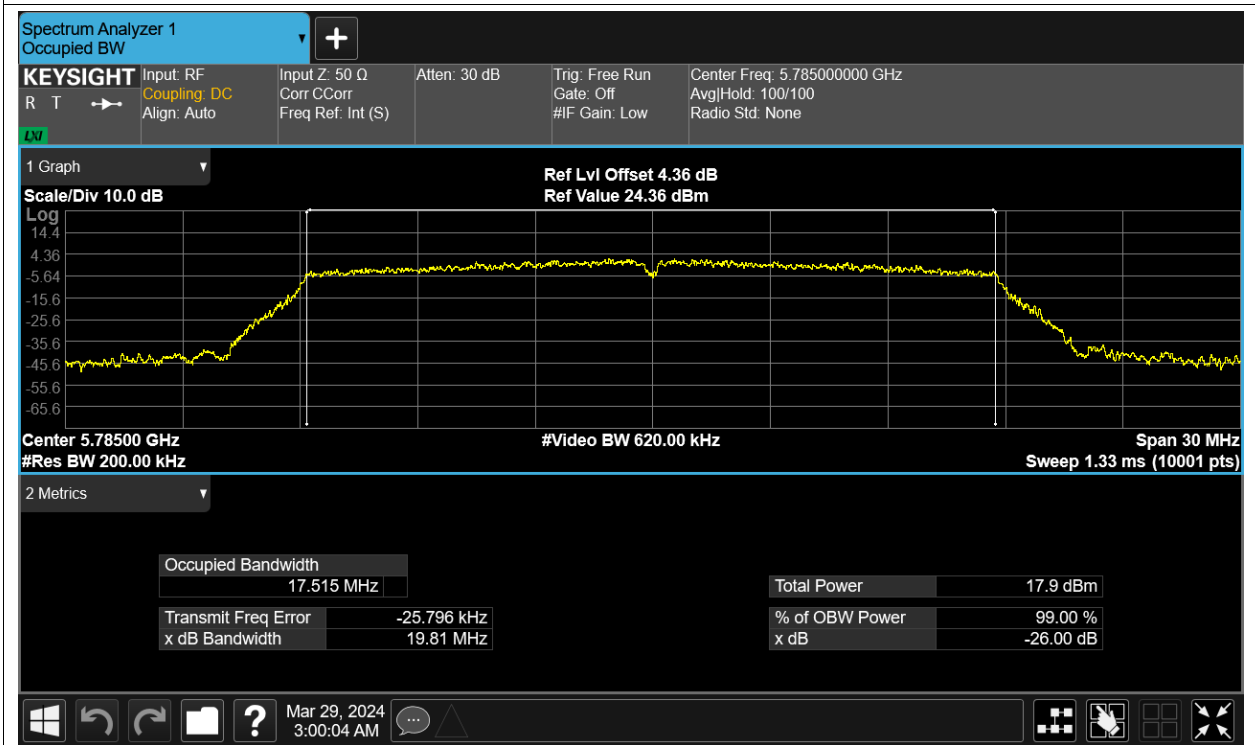 Spectrum Analyzer 1
Occupied BW
KEYSIGHT
R T
LXI
Input: RF
Coupling: DC
Align: Auto
Input Z: 50 Ω
Corr CCorr
Freq Ref: Int (S)
Atten: 30 dB
Trig: Free Run
Gate: Off
#IF Gain: Low
Center Freq: 5.785000000 GHz
Avg|Hold: 100/100
Radio Std: None
1 Graph
Scale/Div 10.0 dB
Ref Lvl Offset 4.36 dB
Ref Value 24.36 dBm
Log
14.4
4.36
-5.64
-15.6
-25.6
-35.6
-45.6
-55.6
-65.6
Center 5.78500 GHz
#Res BW 200.00 kHz
#Video BW 620.00 kHz
Span 30 MHz
Sweep 1.33 ms (10001 pts)
2 Metrics
Occupied Bandwidth
17.515 MHz
Transmit Freq Error -25.796 kHz
x dB Bandwidth 19.81 MHz
Total Power 17.9 dBm
% of OBW Power 99.00 %
x dB -26.00 dB
Mar 29, 2024
3:00:04 AM